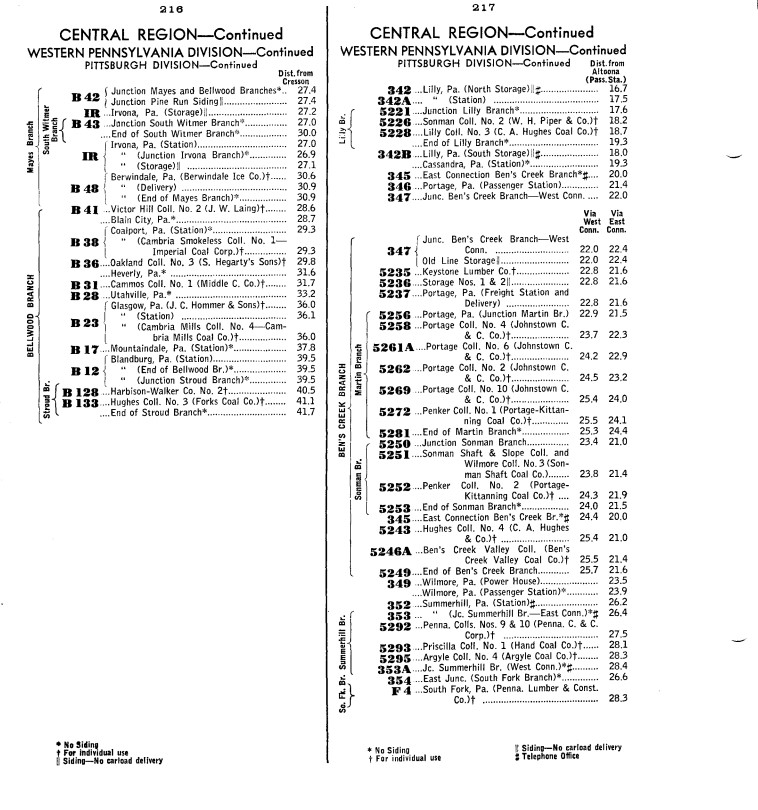 216
CENTRAL REGION—Continued
WESTERN PENNSYLVANIA DIVISION—Continued
PITTSBURGH DIVISION—Continued
Dist. from
Cresson
Mayes Branch
South Witmer
Branch
B 42 { Junction Mayes and Bellwood Branches*.. 27.4
Junction Pine Run Siding||.................. 27.4
IR ....Irvona, Pa. (Storage)||.................. 27.2
B 43 ....Junction South Witmer Branch*............ 27.0
....End of South Witmer Branch*............ 30.0
IR { Irvona, Pa. (Station)...................... 27.0
" (Junction Irvona Branch)*.......... 26.9
" (Storage)||...................... 27.1
B 48 { Berwindale, Pa. (Berwindale Ice Co.)†...... 30.6
" (Delivery) ...................... 30.9
" (End of Mayes Branch)*.......... 30.9
BELLWOOD BRANCH
B 41 ....Victor Hill Coll. No. 2 (J. W. Laing)†...... 28.6
....Blain City, Pa.*.......................... 28.7
B 38 { Coalport, Pa. (Station)*.................... 29.3
" (Cambria Smokeless Coll. No. 1—
Imperial Coal Corp.)†.......... 29.3
B 36 ....Oakland Coll. No. 3 (S. Hegarty's Sons)† 29.8
....Heverly, Pa.* ............................ 31.6
B 31 ....Cammos Coll. No. 1 (Middle C. Co.)†...... 31.7
B 28 ....Utahville, Pa.* .......................... 33.2
B 23 { Glasgow, Pa. (J. C. Hommer & Sons)†...... 36.0
" (Station) ...................... 36.1
" (Cambria Mills Coll. No. 4—Cam-
bria Mills Coal Co.)†.......... 36.0
B 17 ....Mountaindale, Pa. (Station)*.............. 37.8
B 12 { Blandburg, Pa. (Station)................ 39.5
" (End of Bellwood Br.)*.......... 39.5
" (Junction Stroud Branch)*........ 39.5
Stroud Br.
B 128 ....Harbison-Walker Co. No. 2†.............. 40.5
B 133 ....Hughes Coll. No. 3 (Forks Coal Co.)†...... 41.1
....End of Stroud Branch*.................... 41.7
* No Siding
† For individual use
|| Siding—No carload delivery
217
CENTRAL REGION—Continued
WESTERN PENNSYLVANIA DIVISION—Continued
PITTSBURGH DIVISION—Continued
Dist. from
Altoona
(Pass. Sta.)
342 ....Lilly, Pa. (North Storage)||⯒............ 16.7
342A.... " (Station) ...................... 17.5
Lilly Br.
5221 ....Junction Lilly Branch*.................. 17.6
5226 ....Sonman Coll. No. 2 (W. H. Piper & Co.)† 18.2
5228 ....Lilly Coll. No. 3 (C. A. Hughes Coal Co.)† 18.7
....End of Lilly Branch*.................... 19.3
342B ....Lilly, Pa. (South Storage)||⯒............ 18.0
....Cassandra, Pa. (Station)*................ 19.3
345 ....East Connection Ben's Creek Branch*⯒.... 20.0
346 ....Portage, Pa. (Passenger Station).......... 21.4
347 ....Junc. Ben's Creek Branch—West Conn. .... 22.0
Via Via
West East
Conn. Conn.
BEN'S CREEK BRANCH
347 { Junc. Ben's Creek Branch—West
Conn. .................... 22.0 22.4
Old Line Storage||.............. 22.0 22.4
5235 ....Keystone Lumber Co.†............ 22.8 21.6
5236 ....Storage Nos. 1 & 2||.............. 22.8 21.6
5237 ....Portage, Pa. (Freight Station and
Delivery) .................. 22.8 21.6
Martin Branch
5256 ....Portage, Pa. (Junction Martin Br.) 22.9 21.5
5258 ....Portage Coll. No. 4 (Johnstown C.
& C. Co.)†.................. 23.7 22.3
5261A ....Portage Coll. No. 6 (Johnstown C.
& C. Co.)†.................. 24.2 22.9
5262 ....Portage Coll. No. 2 (Johnstown C.
& C. Co.)†.................. 24.5 23.2
5269 ....Portage Coll. No. 10 (Johnstown C.
& C. Co.)†.................. 25.4 24.0
5272 ....Penker Coll. No. 1 (Portage-Kittan-
ning Coal Co.)†............ 25.5 24.1
5281 ....End of Martin Branch*............ 25.3 24.4
Sonman Br.
5250 ....Junction Sonman Branch.......... 23.4 21.0
5251 ....Sonman Shaft & Slope Coll. and
Wilmore Coll. No. 3 (Son-
man Shaft Coal Co.)........ 23.8 21.4
5252 ....Penker Coll. No. 2 (Portage-
Kittanning Coal Co.)† .... 24.3 21.9
5253 ....End of Sonman Branch*............ 24.0 21.5
345 ....East Connection Ben's Creek Br.*⯒ 24.4 20.0
5243 ....Hughes Coll. No. 4 (C. A. Hughes
& Co.)† .................... 25.4 21.0
5246A ....Ben's Creek Valley Coll. (Ben's
Creek Valley Coal Co.)† 25.5 21.4
5249 ....End of Ben's Creek Branch........ 25.7 21.6
349 ....Wilmore, Pa. (Power House).............. 23.5
....Wilmore, Pa. (Passenger Station)*........ 23.9
352 ....Summerhill, Pa. (Station)⯒.............. 26.2
Summerhill Br.
353 .... " (Jc. Summerhill Br.—East Conn.)*⯒ 26.4
5292 ....Penna. Colls. Nos. 9 & 10 (Penna. C. & C.
Corp.)† .......................... 27.5
5293 ....Priscilla Coll. No. 1 (Hand Coal Co.)†...... 28.1
5295 ....Argyle Coll. No. 4 (Argyle Coal Co.)†...... 28.3
353A ....Jc. Summerhill Br. (West Conn.)*⯒........ 28.4
So. Fk. Br.
354 ....East Junc. (South Fork Branch)*.......... 26.6
F 4 ....South Fork, Pa. (Penna. Lumber & Const.
Co.)† .............................. 28.3
* No Siding
† For individual use
|| Siding—No carload delivery
⯒ Telephone Office